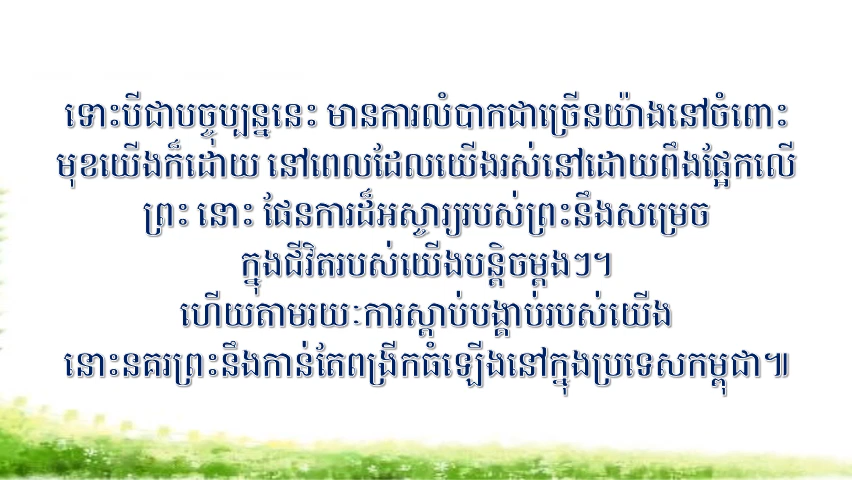 ទោះបីជាបច្ចុប្បន្ននេះ មានការលំបាកជាច្រើនយ៉ាងនៅចំពោះ
មុខយើងក៏ដោយ នៅពេលដែលយើងរស់នៅដោយពឹងផ្អែកលើ
ព្រះ នោះ ផែនការដ៏អស្ចារ្យរបស់ព្រះនឹងសម្រេច
ក្នុងជីវិតរបស់យើងបន្តិចម្តងៗ។
ហើយតាមរយៈការស្តាប់បង្គាប់របស់យើង
នោះនគរព្រះនឹងកាន់តែពង្រីកធំឡើងនៅក្នុងប្រទេសកម្ពុជា៕